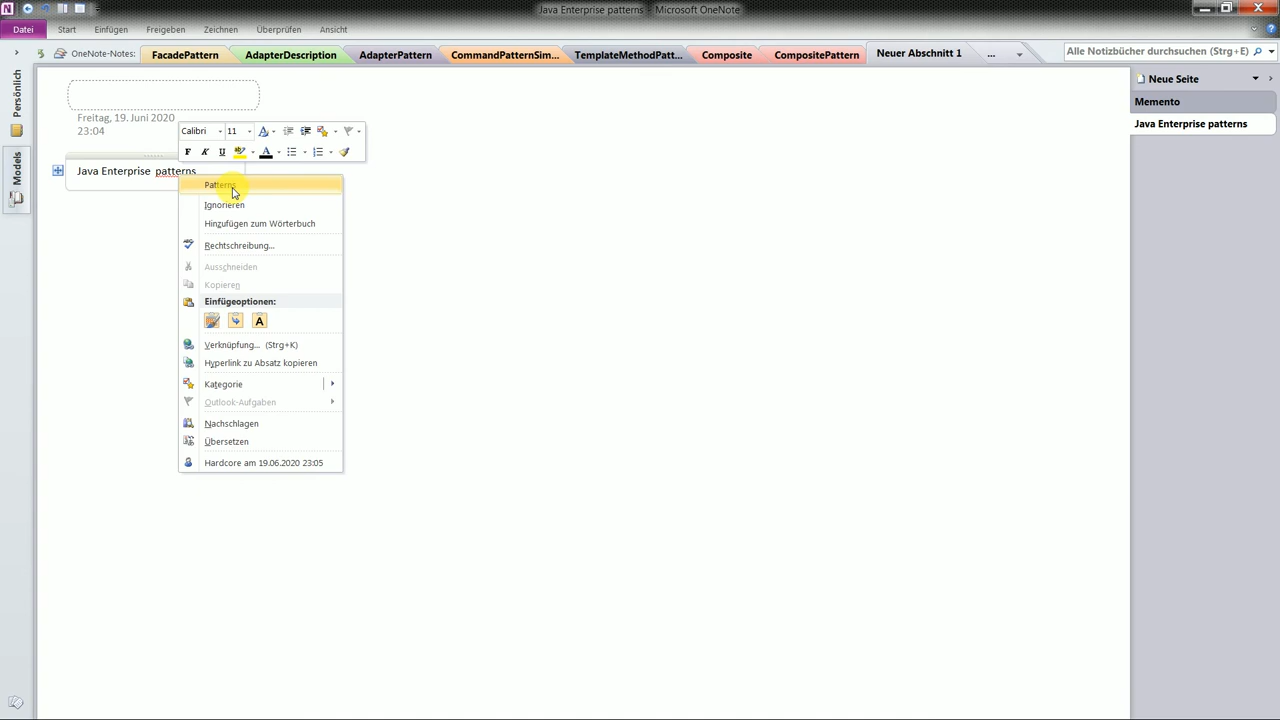 Java Enterprise patterns - Microsoft OneNote
Datei Start Einfügen Freigeben Zeichnen Überprüfen Ansicht
OneNote-Notes: FacadePattern AdapterDescription AdapterPattern CommandPatternSim... TemplateMethodPatt... Composite CompositePattern Neuer Abschnitt 1 ... Alle Notizbücher durchsuchen (Strg+E)
Persönlich
Models
Neue Seite
Memento
Java Enterprise patterns
Freitag, 19. Juni 2020
23:04
Calibri 11
F K U
Java Enterprise patterns
Patterns
Ignorieren
Hinzufügen zum Wörterbuch
Rechtschreibung...
Ausschneiden
Kopieren
Einfügeoptionen:
A
Verknüpfung... (Strg+K)
Hyperlink zu Absatz kopieren
Kategorie
Outlook-Aufgaben
Nachschlagen
Übersetzen
Hardcore am 19.06.2020 23:05